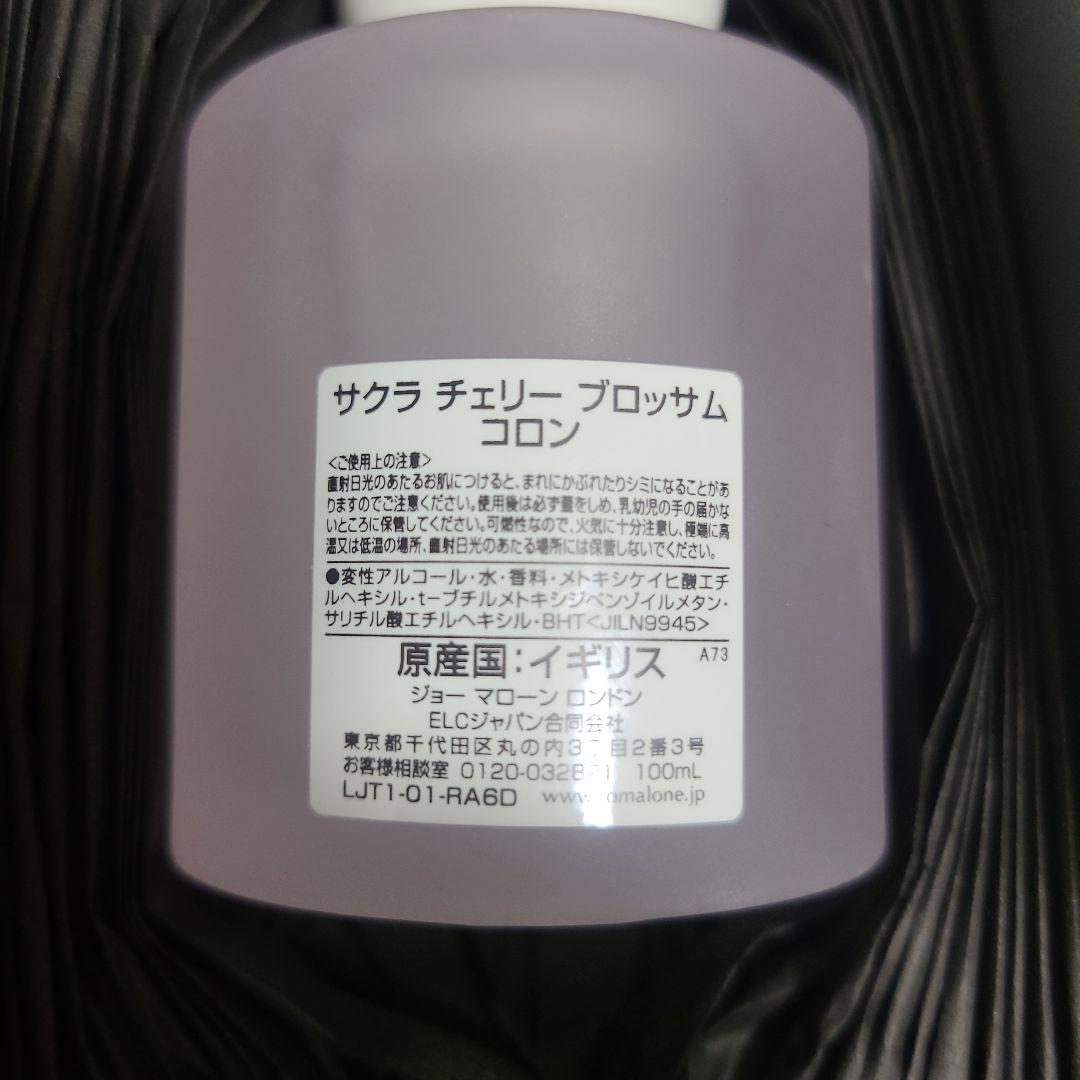 サクラ チェリー ブロッサム
コロン
<ご使用上の注意>
直射日光のあたるお肌につけると、まれにかぶれたりシミになることがあ
りますのでご注意ください。使用後は必ず蓋をしめ、乳幼児の手の届かな
いところに保管してください。可燃性なので、火気に十分注意し、極端に高
温又は低温の場所、直射日光のあたる場所には保管しないでください。
●変性アルコール・水・香料・メトキシケイヒ酸エチ
ルヘキシル・t-ブチルメトキシジベンゾイルメタン・
サリチル酸エチルヘキシル・BHT<JILN9945>
原産国:イギリス A73
ジョー マローン ロンドン
ELCジャパン合同会社
東京都千代田区丸の内3丁目2番3号
お客様相談室 100mL
LJT1-01-RA6D